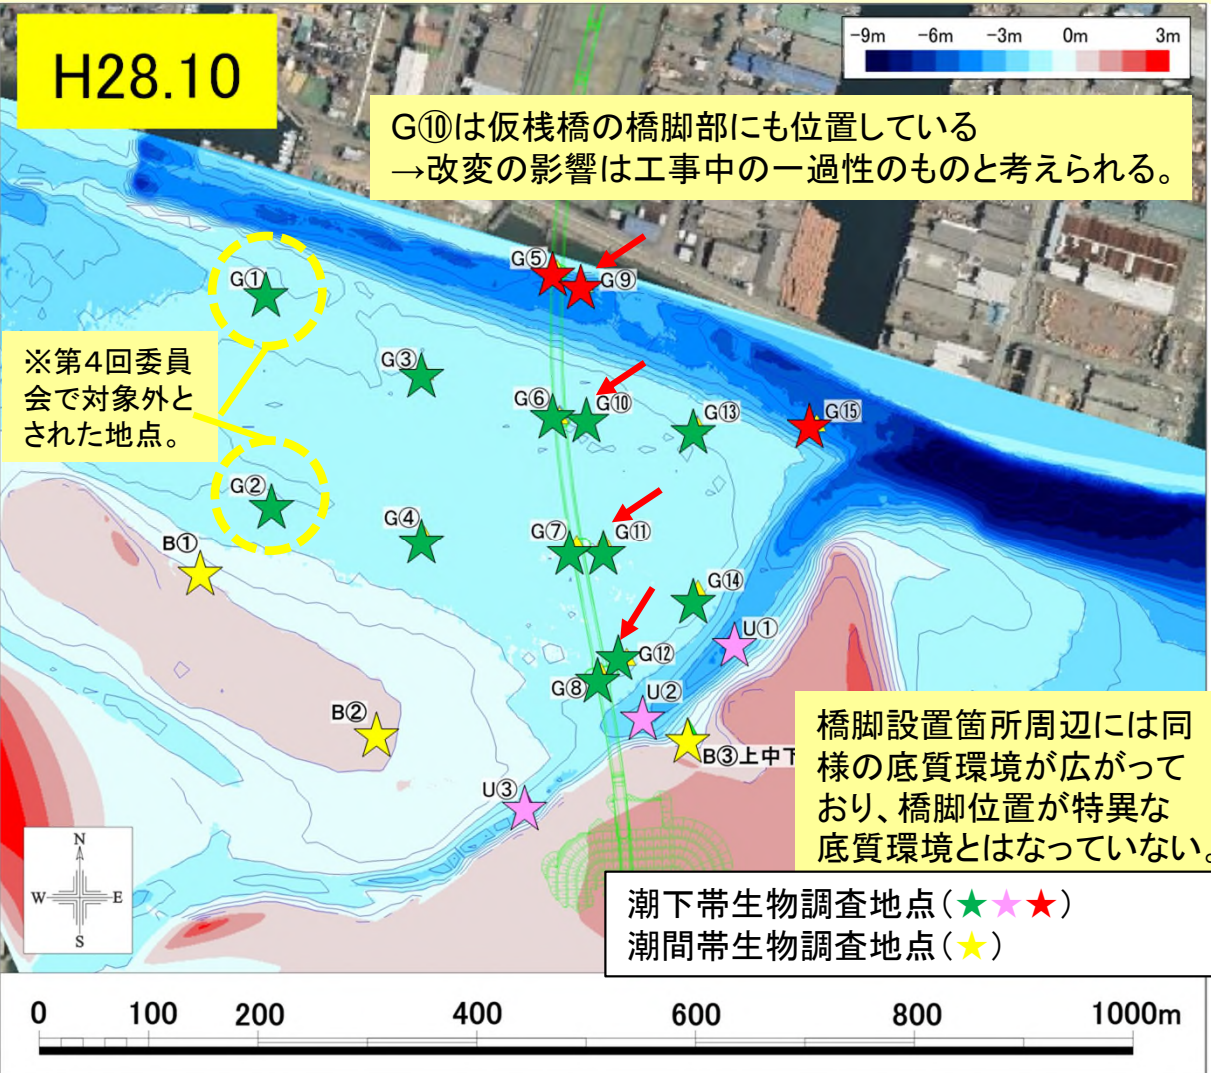 H28.10
-9m -6m -3m 0m 3m
G⑩は仮桟橋の橋脚部にも位置している
→改変の影響は工事中の一過性のものと考えられる。
G⑤
G⑨
G①
※第4回委員
会で対象外と
された地点。
G③
G⑥
G⑩
G⑬
G⑮
G②
G④
G⑦
G⑪
B①
G⑭
U①
G⑫
G⑧
U②
B②
B③上中下
U③
橋脚設置箇所周辺には同
様の底質環境が広がって
おり、橋脚位置が特異な
底質環境とはなっていない。
N
W E
S
潮下帯生物調査地点(★★★)
潮間帯生物調査地点(★)
0 100 200 400 600 800 1000m